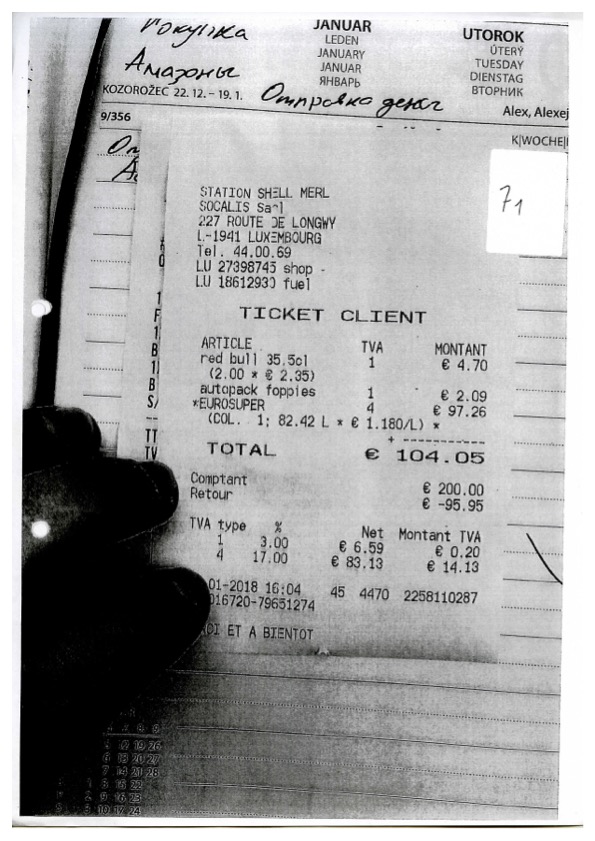 Покупка
Амазоны
Отправка денег
JANUAR
LEDEN
JANUARY
JANUAR
ЯНВАРЬ
UTOROK
ÚTERÝ
TUESDAY
DIENSTAG
ВТОРНИК
KOZOROŽEC 22. 12. – 19. 1.
Alex, Alexej
9/356
K|WOCHE|
71
STATION SHELL MERL
SOCALIS Sarl
227 ROUTE DE LONGWY
L-1941 LUXEMBOURG
Tel. 44.00.69
LU 27398745 shop -
LU 18612930 fuel
TICKET CLIENT
ARTICLE TVA MONTANT
red bull 35,5cl 1 € 4.70
(2.00 * € 2.35)
autopack foppies 1 € 2.09
*EUROSUPER 4 € 97.26
(COL. 1; 82.42 L * € 1.180/L) *
+ -----------
TOTAL € 104.05
Comptant € 200.00
Retour € -95.95
TVA type % Net Montant TVA
1 3.00 € 6.59 € 0.20
4 17.00 € 83.13 € 14.13
01-2018 16:04 45 4470 2258110287
016720-79651274
ET A BIENTOT